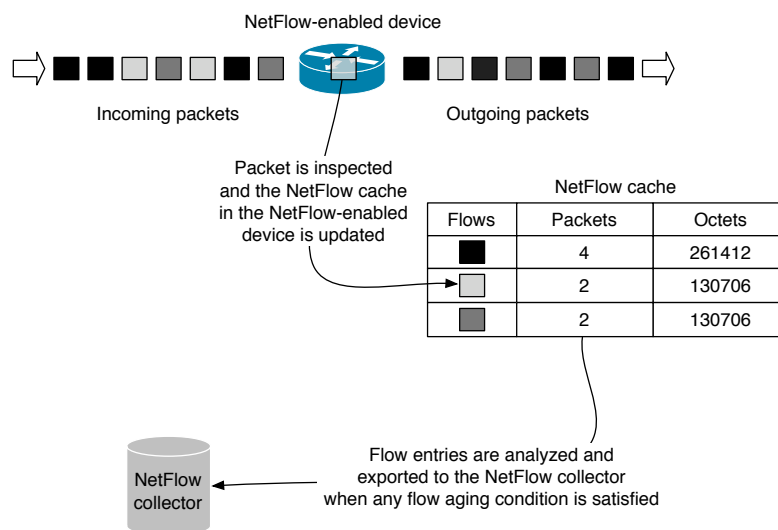 NetFlow-enabled device
Incoming packets
Outgoing packets
Packet is inspected
and the NetFlow cache
in the NetFlow-enabled
device is updated
NetFlow cache
Flows Packets Octets
4 261412
2 130706
2 130706
Flow entries are analyzed and
exported to the NetFlow collector
when any flow aging condition is satisfied
NetFlow
collector